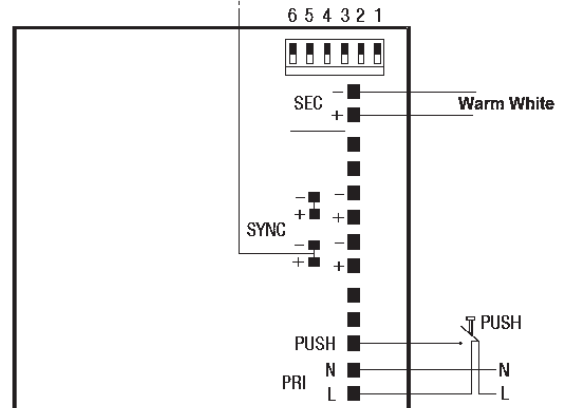 6 5 4 3 2 1
SEC
−
+
Warm White
− −
+ +
SYNC
− −
+ +
PUSH
PUSH
PRI
N
N
L
L